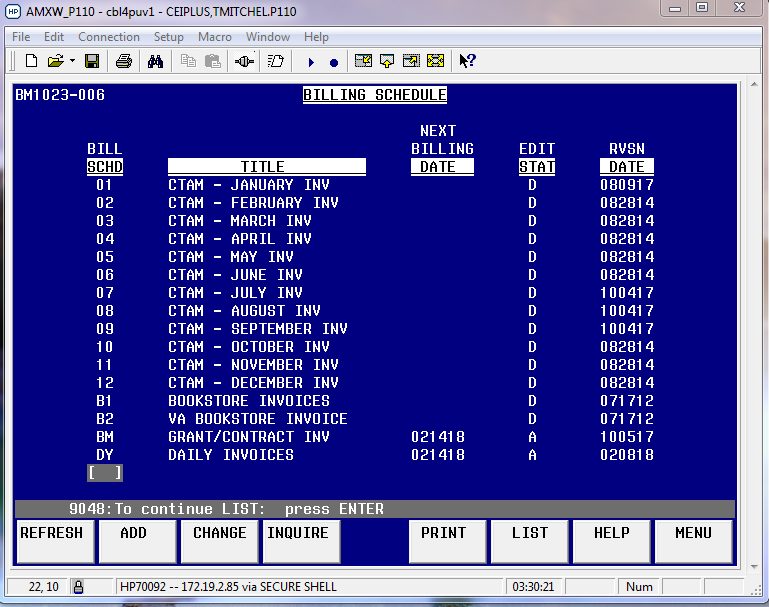 AMXW_P110 - cbl4puv1 - CEIPLUS,TMITCHEL.P110
File Edit Connection Setup Macro Window Help
BM1023-006 BILLING SCHEDULE
NEXT
BILL BILLING EDIT RVSN
SCHD TITLE DATE STAT DATE
01 CTAM - JANUARY INV D 080917
02 CTAM - FEBRUARY INV D 082814
03 CTAM - MARCH INV D 082814
04 CTAM - APRIL INV D 082814
05 CTAM - MAY INV D 082814
06 CTAM - JUNE INV D 082814
07 CTAM - JULY INV D 100417
08 CTAM - AUGUST INV D 100417
09 CTAM - SEPTEMBER INV D 100417
10 CTAM - OCTOBER INV D 082814
11 CTAM - NOVEMBER INV D 082814
12 CTAM - DECEMBER INV D 082814
B1 BOOKSTORE INVOICES D 071712
B2 VA BOOKSTORE INVOICE D 071712
BM GRANT/CONTRACT INV 021418 A 100517
DY DAILY INVOICES 021418 A 020818
[ ]
9048:To continue LIST: press ENTER
REFRESH ADD CHANGE INQUIRE PRINT LIST HELP MENU
22, 10 HP70092 -- 172.19.2.85 via SECURE SHELL 03:30:21 Num